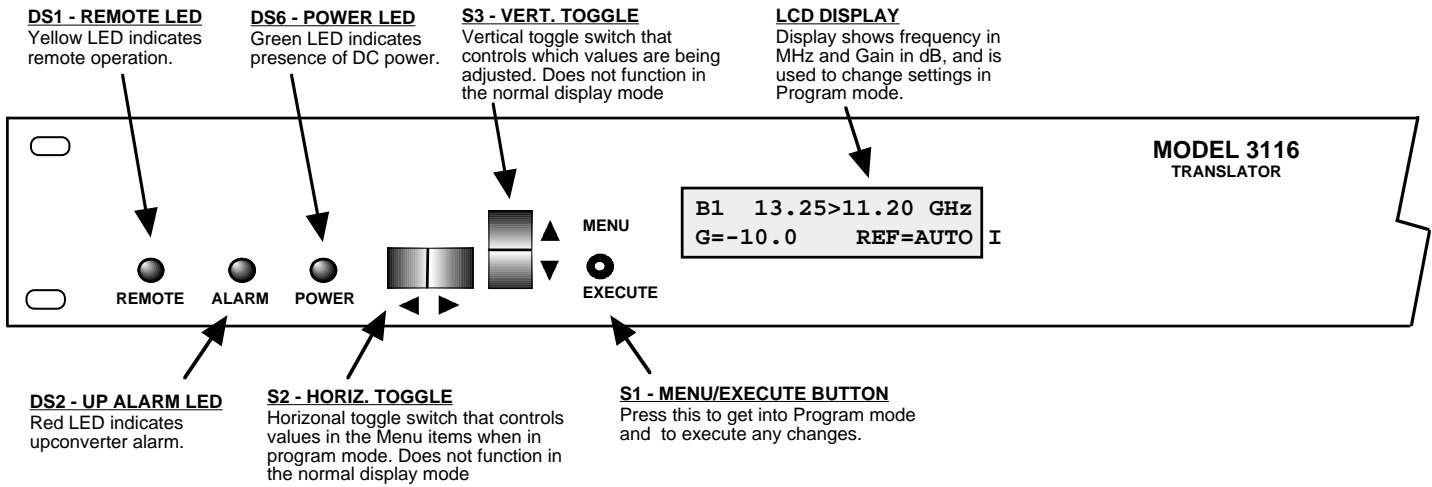 DS1 - REMOTE LED
Yellow LED indicates
remote operation.
DS6 - POWER LED
Green LED indicates
presence of DC power.
S3 - VERT. TOGGLE
Vertical toggle switch that
controls which values are being
adjusted. Does not function in
the normal display mode
LCD DISPLAY
Display shows frequency in
MHz and Gain in dB, and is
used to change settings in
Program mode.
MODEL 3116
TRANSLATOR
B1 13.25>11.20 GHz
G=-10.0 REF=AUTO I
MENU
EXECUTE
REMOTE
ALARM
POWER
DS2 - UP ALARM LED
Red LED indicates
upconverter alarm.
S2 - HORIZ. TOGGLE
Horizonal toggle switch that controls
values in the Menu items when in
program mode. Does not function in
the normal display mode
S1 - MENU/EXECUTE BUTTON
Press this to get into Program mode
and to execute any changes.